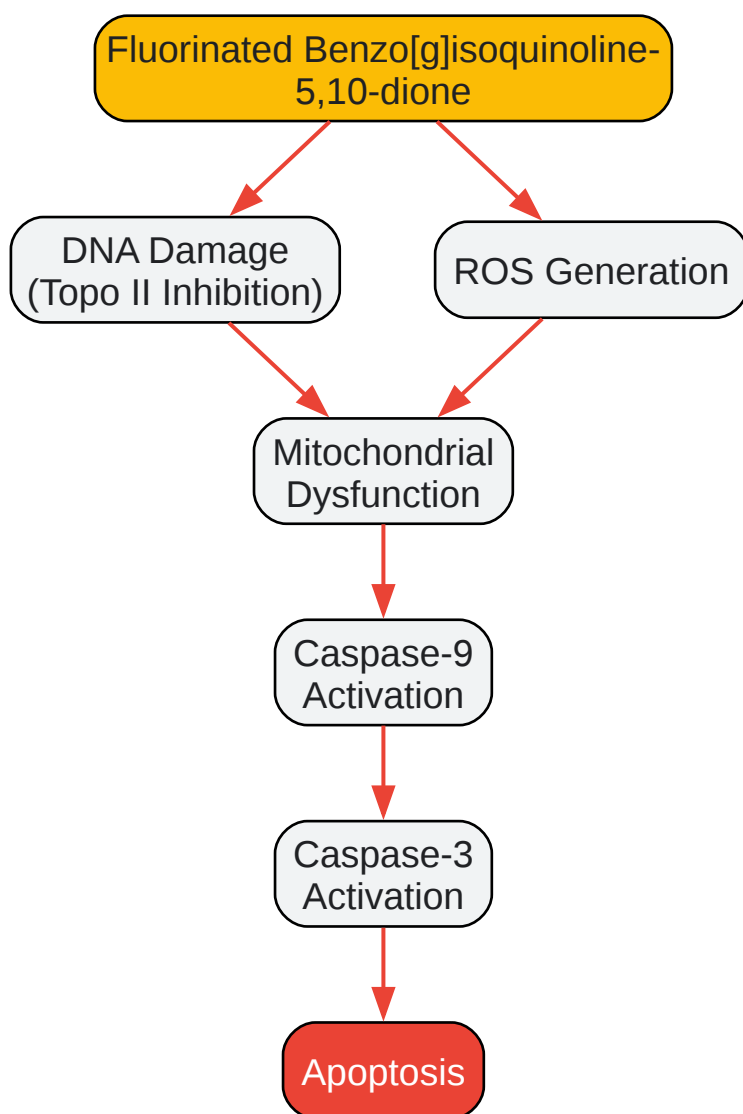 Fluorinated Benzo[g]isoquinoline-
5,10-dione
DNA Damage
(Topo II Inhibition)
ROS Generation
Mitochondrial
Dysfunction
Caspase-9
Activation
Caspase-3
Activation
Apoptosis